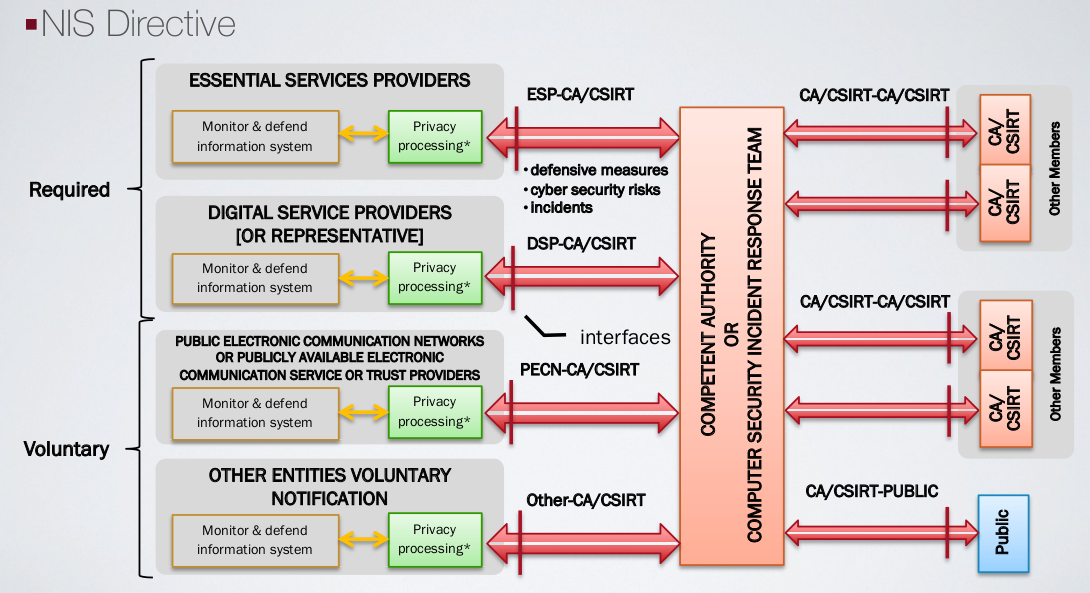 ▪NIS Directive
Required
ESSENTIAL SERVICES PROVIDERS
Monitor & defend
information system
Privacy
processing*
ESP-CA/CSIRT
• defensive measures
• cyber security risks
• incidents
DIGITAL SERVICE PROVIDERS
[OR REPRESENTATIVE]
Monitor & defend
information system
Privacy
processing*
DSP-CA/CSIRT
interfaces
Voluntary
PUBLIC ELECTRONIC COMMUNICATION NETWORKS
OR PUBLICLY AVAILABLE ELECTRONIC
COMMUNICATION SERVICE OR TRUST PROVIDERS
Monitor & defend
information system
Privacy
processing*
PECN-CA/CSIRT
OTHER ENTITIES VOLUNTARY
NOTIFICATION
Monitor & defend
information system
Privacy
processing*
Other-CA/CSIRT
COMPETENT AUTHORITY
OR
COMPUTER SECURITY INCIDENT RESPONSE TEAM
CA/CSIRT-CA/CSIRT
CA/
CSIRT
CA/
CSIRT
Other Members
CA/CSIRT-CA/CSIRT
CA/
CSIRT
CA/
CSIRT
Other Members
CA/CSIRT-PUBLIC
Public